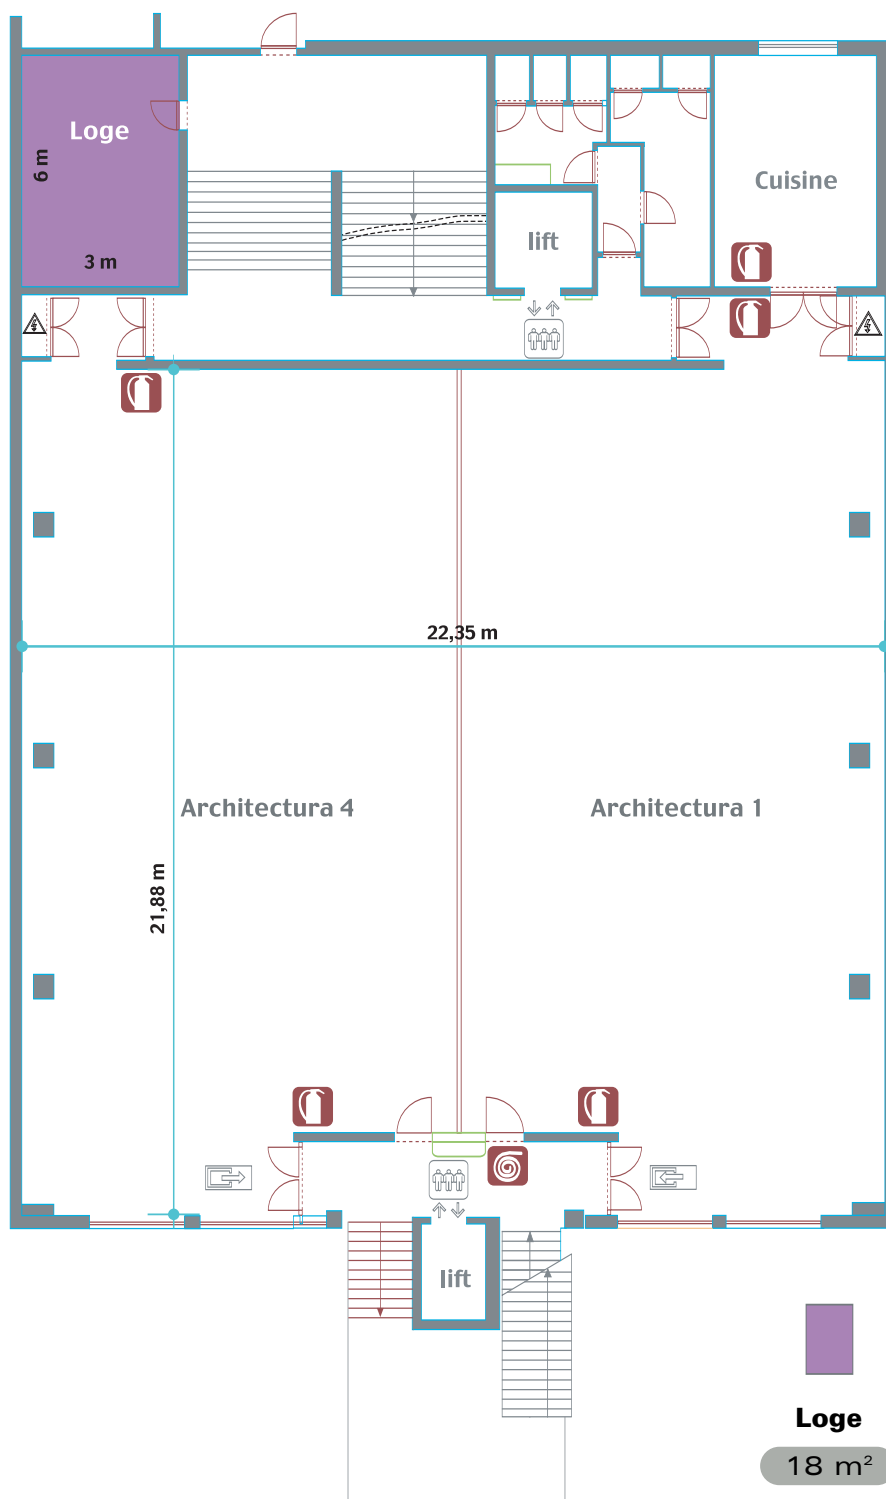 Loge
6 m
3 m
Cuisine
lift
22,35 m
Architectura 4
Architectura 1
21,88 m
lift
Loge
18 m²